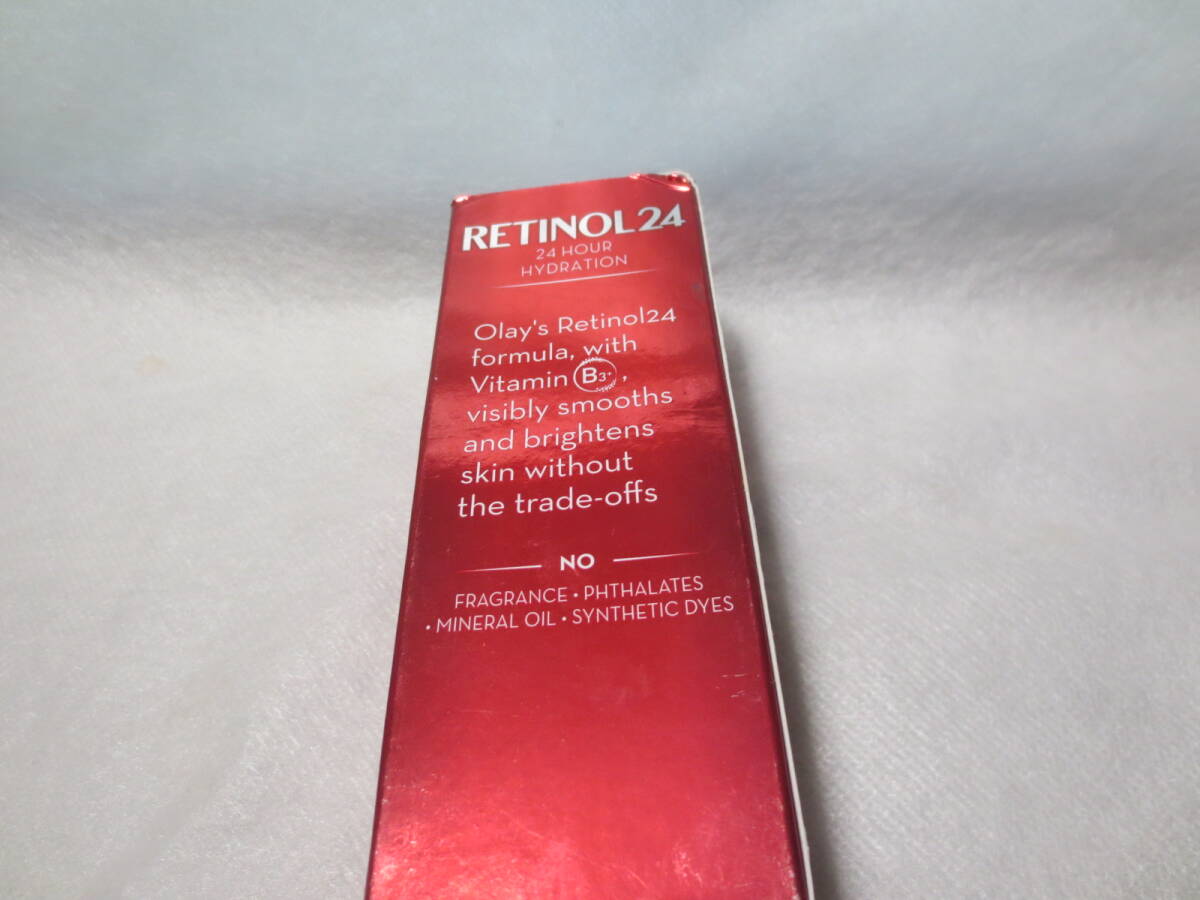 RETINOL24
24 HOUR
HYDRATION
Olay's Retinol24
formula, with
Vitamin B3+,
visibly smooths
and brightens
skin without
the trade-offs
NO
FRAGRANCE • PHTHALATES
• MINERAL OIL • SYNTHETIC DYES